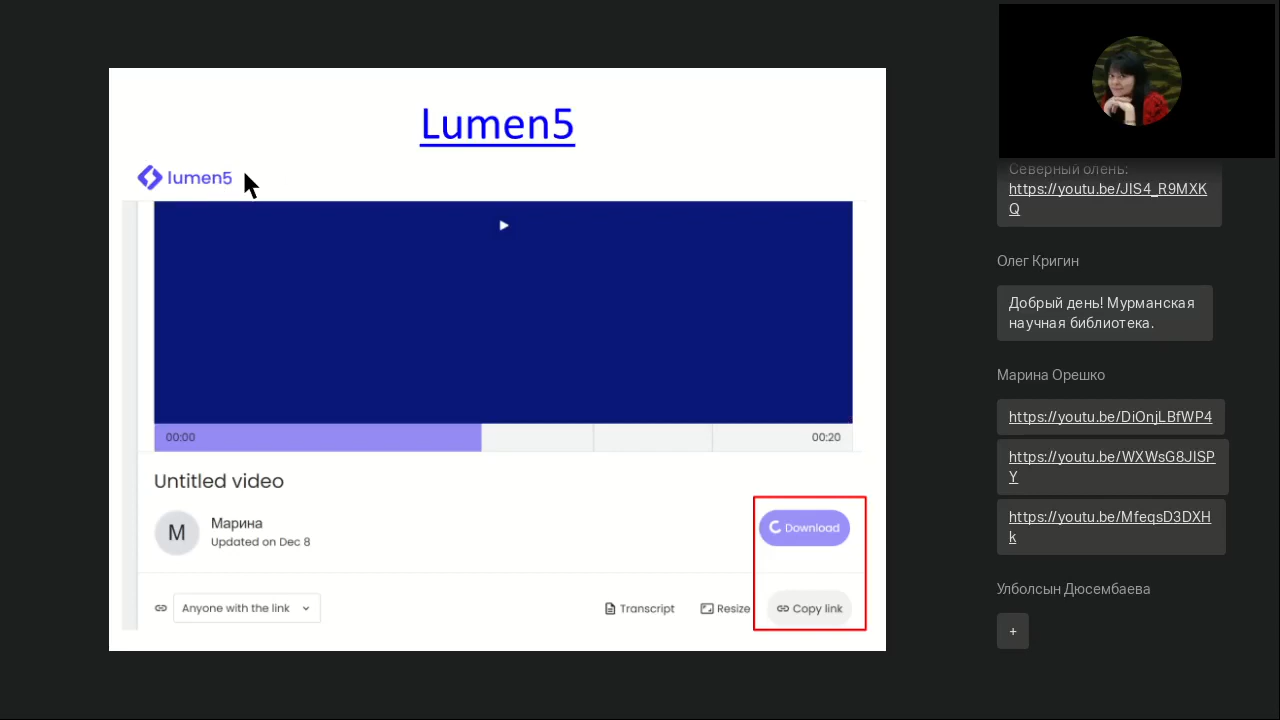 Lumen5
lumen5
00:00
00:20
Untitled video
M
Марина
Updated on Dec 8
Download
Anyone with the link
Transcript
Resize
Copy link
Северный олень:
https://youtu.be/JIS4_R9MXK
Q
Олег Кригин
Добрый день! Мурманская
научная библиотека.
Марина Орешко
https://youtu.be/DiOnjLBfWP4
https://youtu.be/WXWsG8JISP
Y
https://youtu.be/MfeqsD3DXH
k
Улболсын Дюсембаева
+